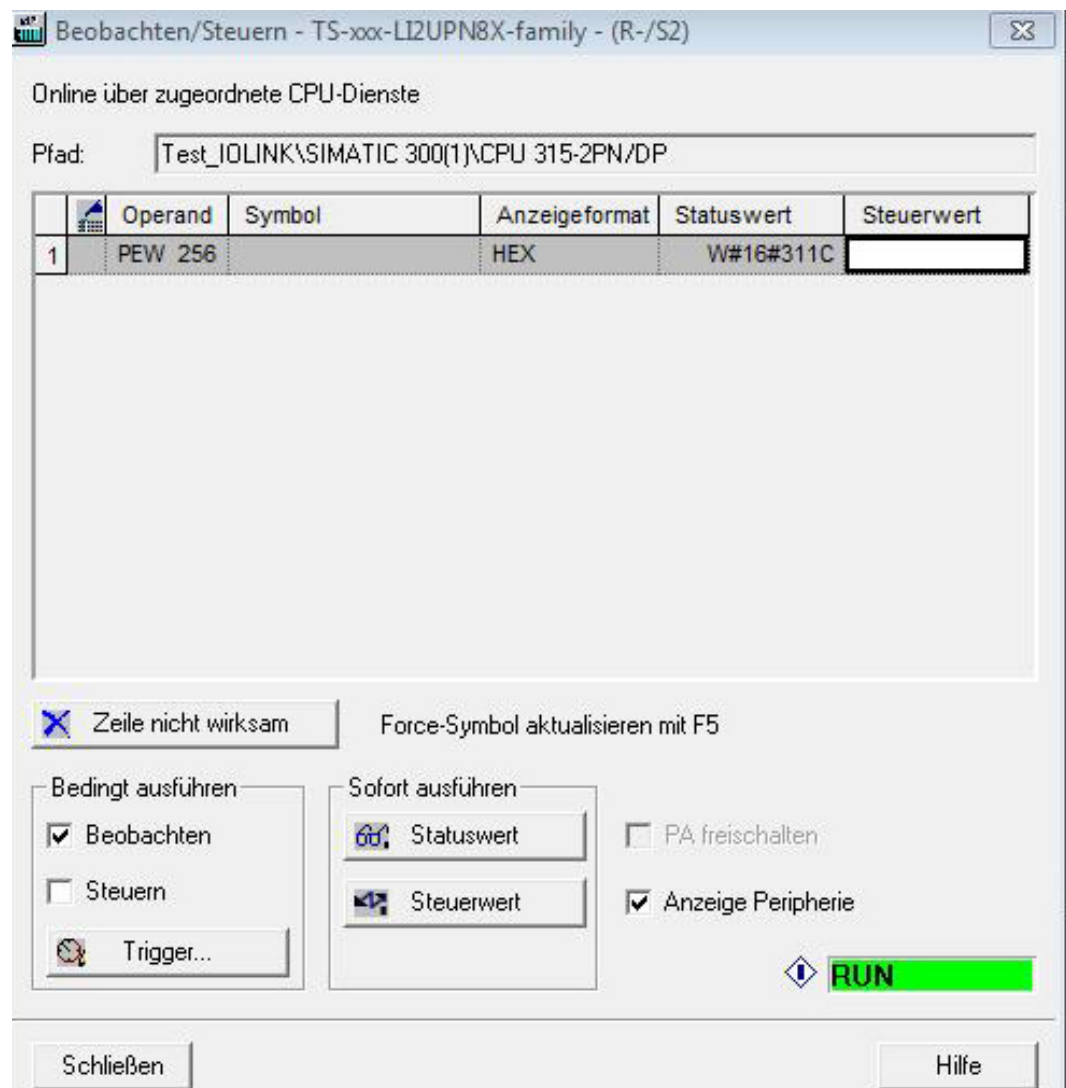 Beobachten/Steuern - TS-xxx-LI2UPN8X-family - (R-/S2)
Online über zugeordnete CPU-Dienste
Pfad: Test_IOLINK\SIMATIC 300(1)\CPU 315-2PN/DP
Operand Symbol Anzeigeformat Statuswert Steuerwert
1 PEW 256 HEX W#16#311C
Zeile nicht wirksam Force-Symbol aktualisieren mit F5
Bedingt ausführen Sofort ausführen
Beobachten Statuswert PA freischalten
Steuern Steuerwert Anzeige Peripherie
Trigger... RUN
Schließen Hilfe